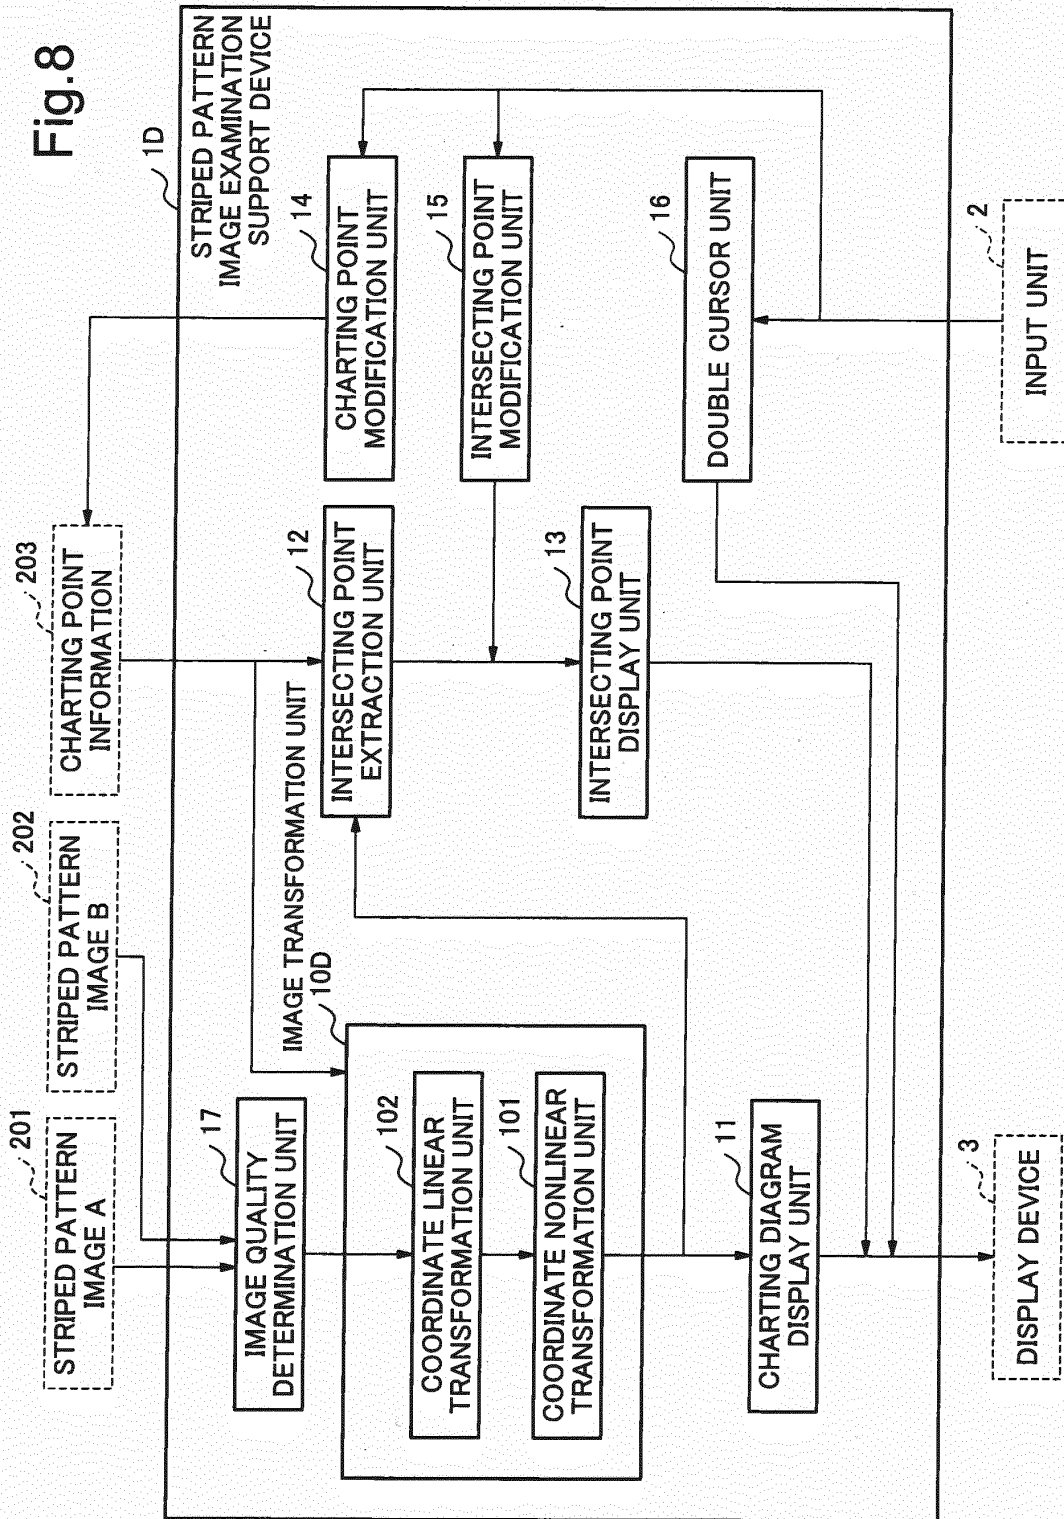 Fig.8
1D
STRIPED PATTERN
IMAGE EXAMINATION
SUPPORT DEVICE
201
STRIPED PATTERN
IMAGE A
202
STRIPED PATTERN
IMAGE B
203
CHARTING POINT
INFORMATION
17
IMAGE QUALITY
DETERMINATION UNIT
IMAGE TRANSFORMATION UNIT
10D
102
COORDINATE LINEAR
TRANSFORMATION UNIT
101
COORDINATE NONLINEAR
TRANSFORMATION UNIT
11
CHARTING DIAGRAM
DISPLAY UNIT
12
INTERSECTING POINT
EXTRACTION UNIT
13
INTERSECTING POINT
DISPLAY UNIT
14
CHARTING POINT
MODIFICATION UNIT
15
INTERSECTING POINT
MODIFICATION UNIT
16
DOUBLE CURSOR UNIT
3
DISPLAY DEVICE
2
INPUT UNIT